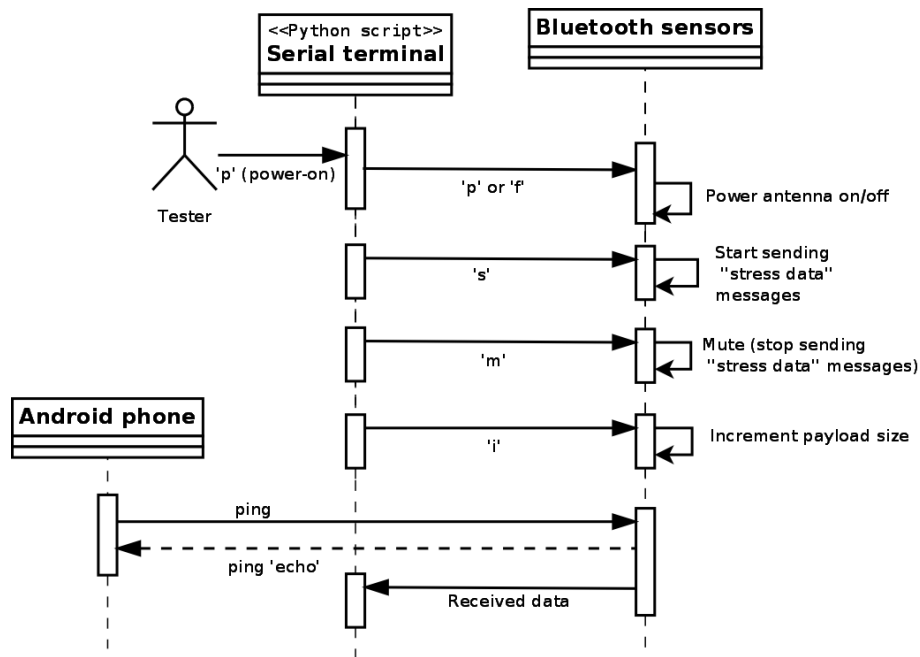 <<Python script>>
Serial terminal
Bluetooth sensors
'p' (power-on)
Tester
'p' or 'f'
Power antenna on/off
's'
Start sending
"stress data"
messages
'm'
Mute (stop sending
"stress data" messages)
Android phone
'i'
Increment payload size
ping
ping 'echo'
Received data